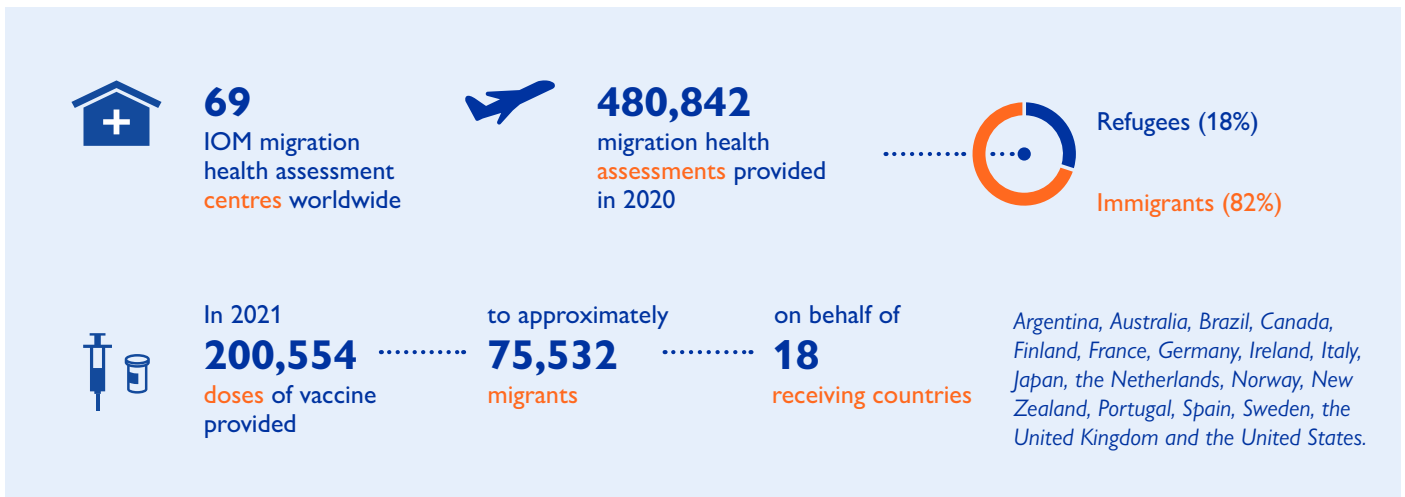 69
IOM migration
health assessment
centres worldwide
480,842
migration health
assessments provided
in 2020
Refugees (18%)
Immigrants (82%)
In 2021
200,554
doses of vaccine
provided
to approximately
75,532
migrants
on behalf of
18
receiving countries
Argentina, Australia, Brazil, Canada,
Finland, France, Germany, Ireland, Italy,
Japan, the Netherlands, Norway, New
Zealand, Portugal, Spain, Sweden, the
United Kingdom and the United States.